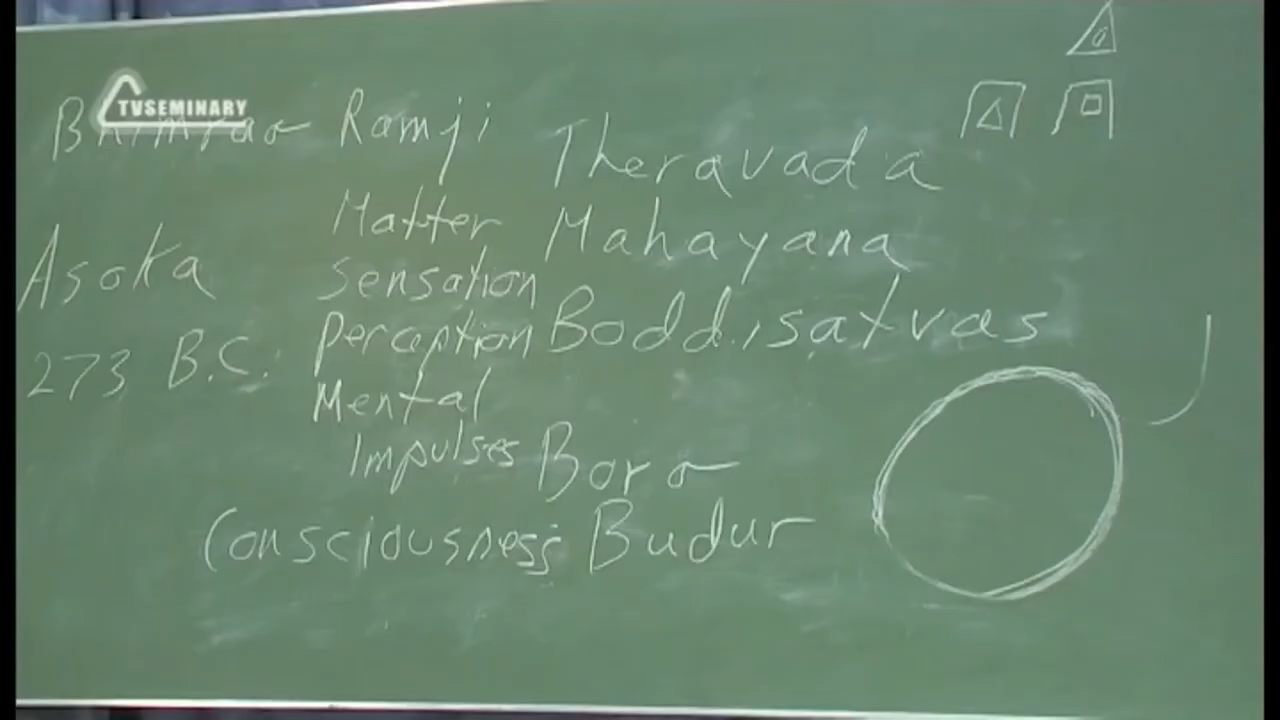 TVSEMINARY
Bhimrao Ramji
Theravada
Matter
Mahayana
Asoka
sensation
Boddisatvas
273 B.C.
perception
Mental
Impulses
Boro
Consciousness
Budur